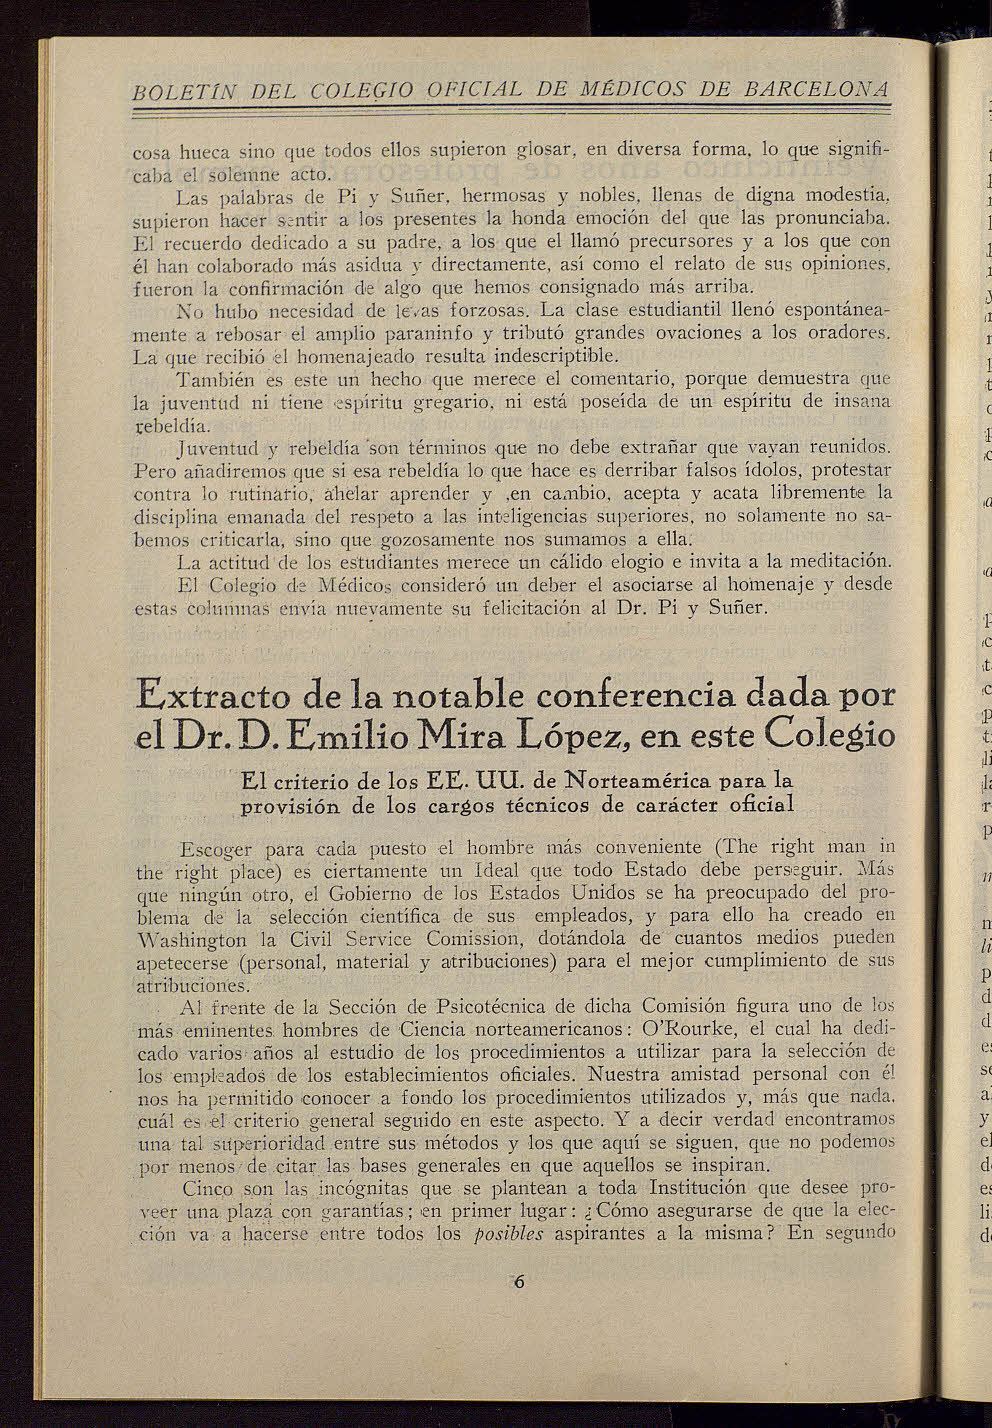 BOLETÍN DEL COLEGIO OFICIAL DE MÉDICOS DE BARCELONA
cosa hueca sino que todos ellos supieron glosar, en diversa forma, lo que signifi-
caba el solemne acto.
Las palabras de Pi y Suñer, hermosas y nobles, llenas de digna modestia,
supieron hacer sentir a los presentes la honda emoción del que las pronunciaba.
El recuerdo dedicado a su padre, a los que el llamó precursores y a los que con
él han colaborado más asidua y directamente, así como el relato de sus opiniones,
fueron la confirmación de algo que hemos consignado más arriba.
No hubo necesidad de levas forzosas. La clase estudiantil llenó espontánea-
mente a rebosar el amplio paraninfo y tributó grandes ovaciones a los oradores.
La que recibió el homenajeado resulta indescriptible.
También es este un hecho que merece el comentario, porque demuestra que
la juventud ni tiene espíritu gregario, ni está poseída de un espíritu de insana
rebeldía.
Juventud y rebeldía son términos que no debe extrañar que vayan reunidos.
Pero añadiremos que si esa rebeldía lo que hace es derribar falsos ídolos, protestar
contra lo rutinario, ahelar aprender y ,en cambio, acepta y acata libremente la
disciplina emanada del respeto a las inteligencias superiores, no solamente no sa-
bemos criticarla, sino que gozosamente nos sumamos a ella.
La actitud de los estudiantes merece un cálido elogio e invita a la meditación.
El Colegio de Médicos consideró un deber el asociarse al homenaje y desde
estas columnas envía nuevamente su felicitación al Dr. Pi y Suñer.
Extracto de la notable conferencia dada por
el Dr. D. Emilio Mira López, en este Colegio
El criterio de los EE. UU. de Norteamérica para la
provisión de los cargos técnicos de carácter oficial
Escoger para cada puesto el hombre más conveniente (The right man in
the right place) es ciertamente un Ideal que todo Estado debe perseguir. Más
que ningún otro, el Gobierno de los Estados Unidos se ha preocupado del pro-
blema de la selección científica de sus empleados, y para ello ha creado en
Washington la Civil Service Comission, dotándola de cuantos medios pueden
apetecerse (personal, material y atribuciones) para el mejor cumplimiento de sus
atribuciones.
Al frente de la Sección de Psicotécnica de dicha Comisión figura uno de los
más eminentes hombres de Ciencia norteamericanos: O'Rourke, el cual ha dedi-
cado varios años al estudio de los procedimientos a utilizar para la selección de
los empleados de los establecimientos oficiales. Nuestra amistad personal con él
nos ha permitido conocer a fondo los procedimientos utilizados y, más que nada,
cuál es el criterio general seguido en este aspecto. Y a decir verdad encontramos
una tal superioridad entre sus métodos y los que aquí se siguen, que no podemos
por menos de citar las bases generales en que aquellos se inspiran.
Cinco son las incógnitas que se plantean a toda Institución que desee pro-
veer una plaza con garantías; en primer lugar: ¿Cómo asegurarse de que la elec-
ción va a hacerse entre todos los posibles aspirantes a la misma? En segundo
6